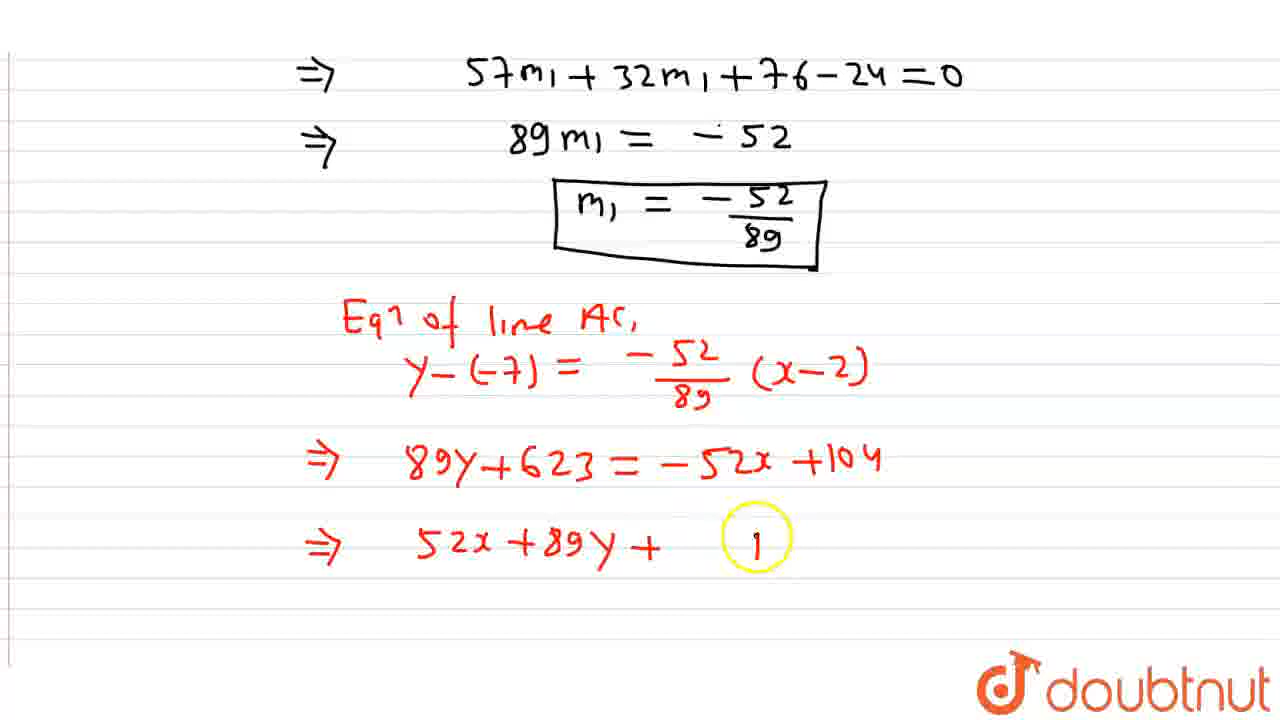 ⇒ 57m₁ + 32m₁ + 76 - 24 = 0
⇒ 89m₁ = - 52
m₁ = - 52/89
Eqn of line AC,
y - (-7) = - 52/89 (x - 2)
⇒ 89y + 623 = - 52x + 104
⇒ 52x + 89y + 1
doubtnut